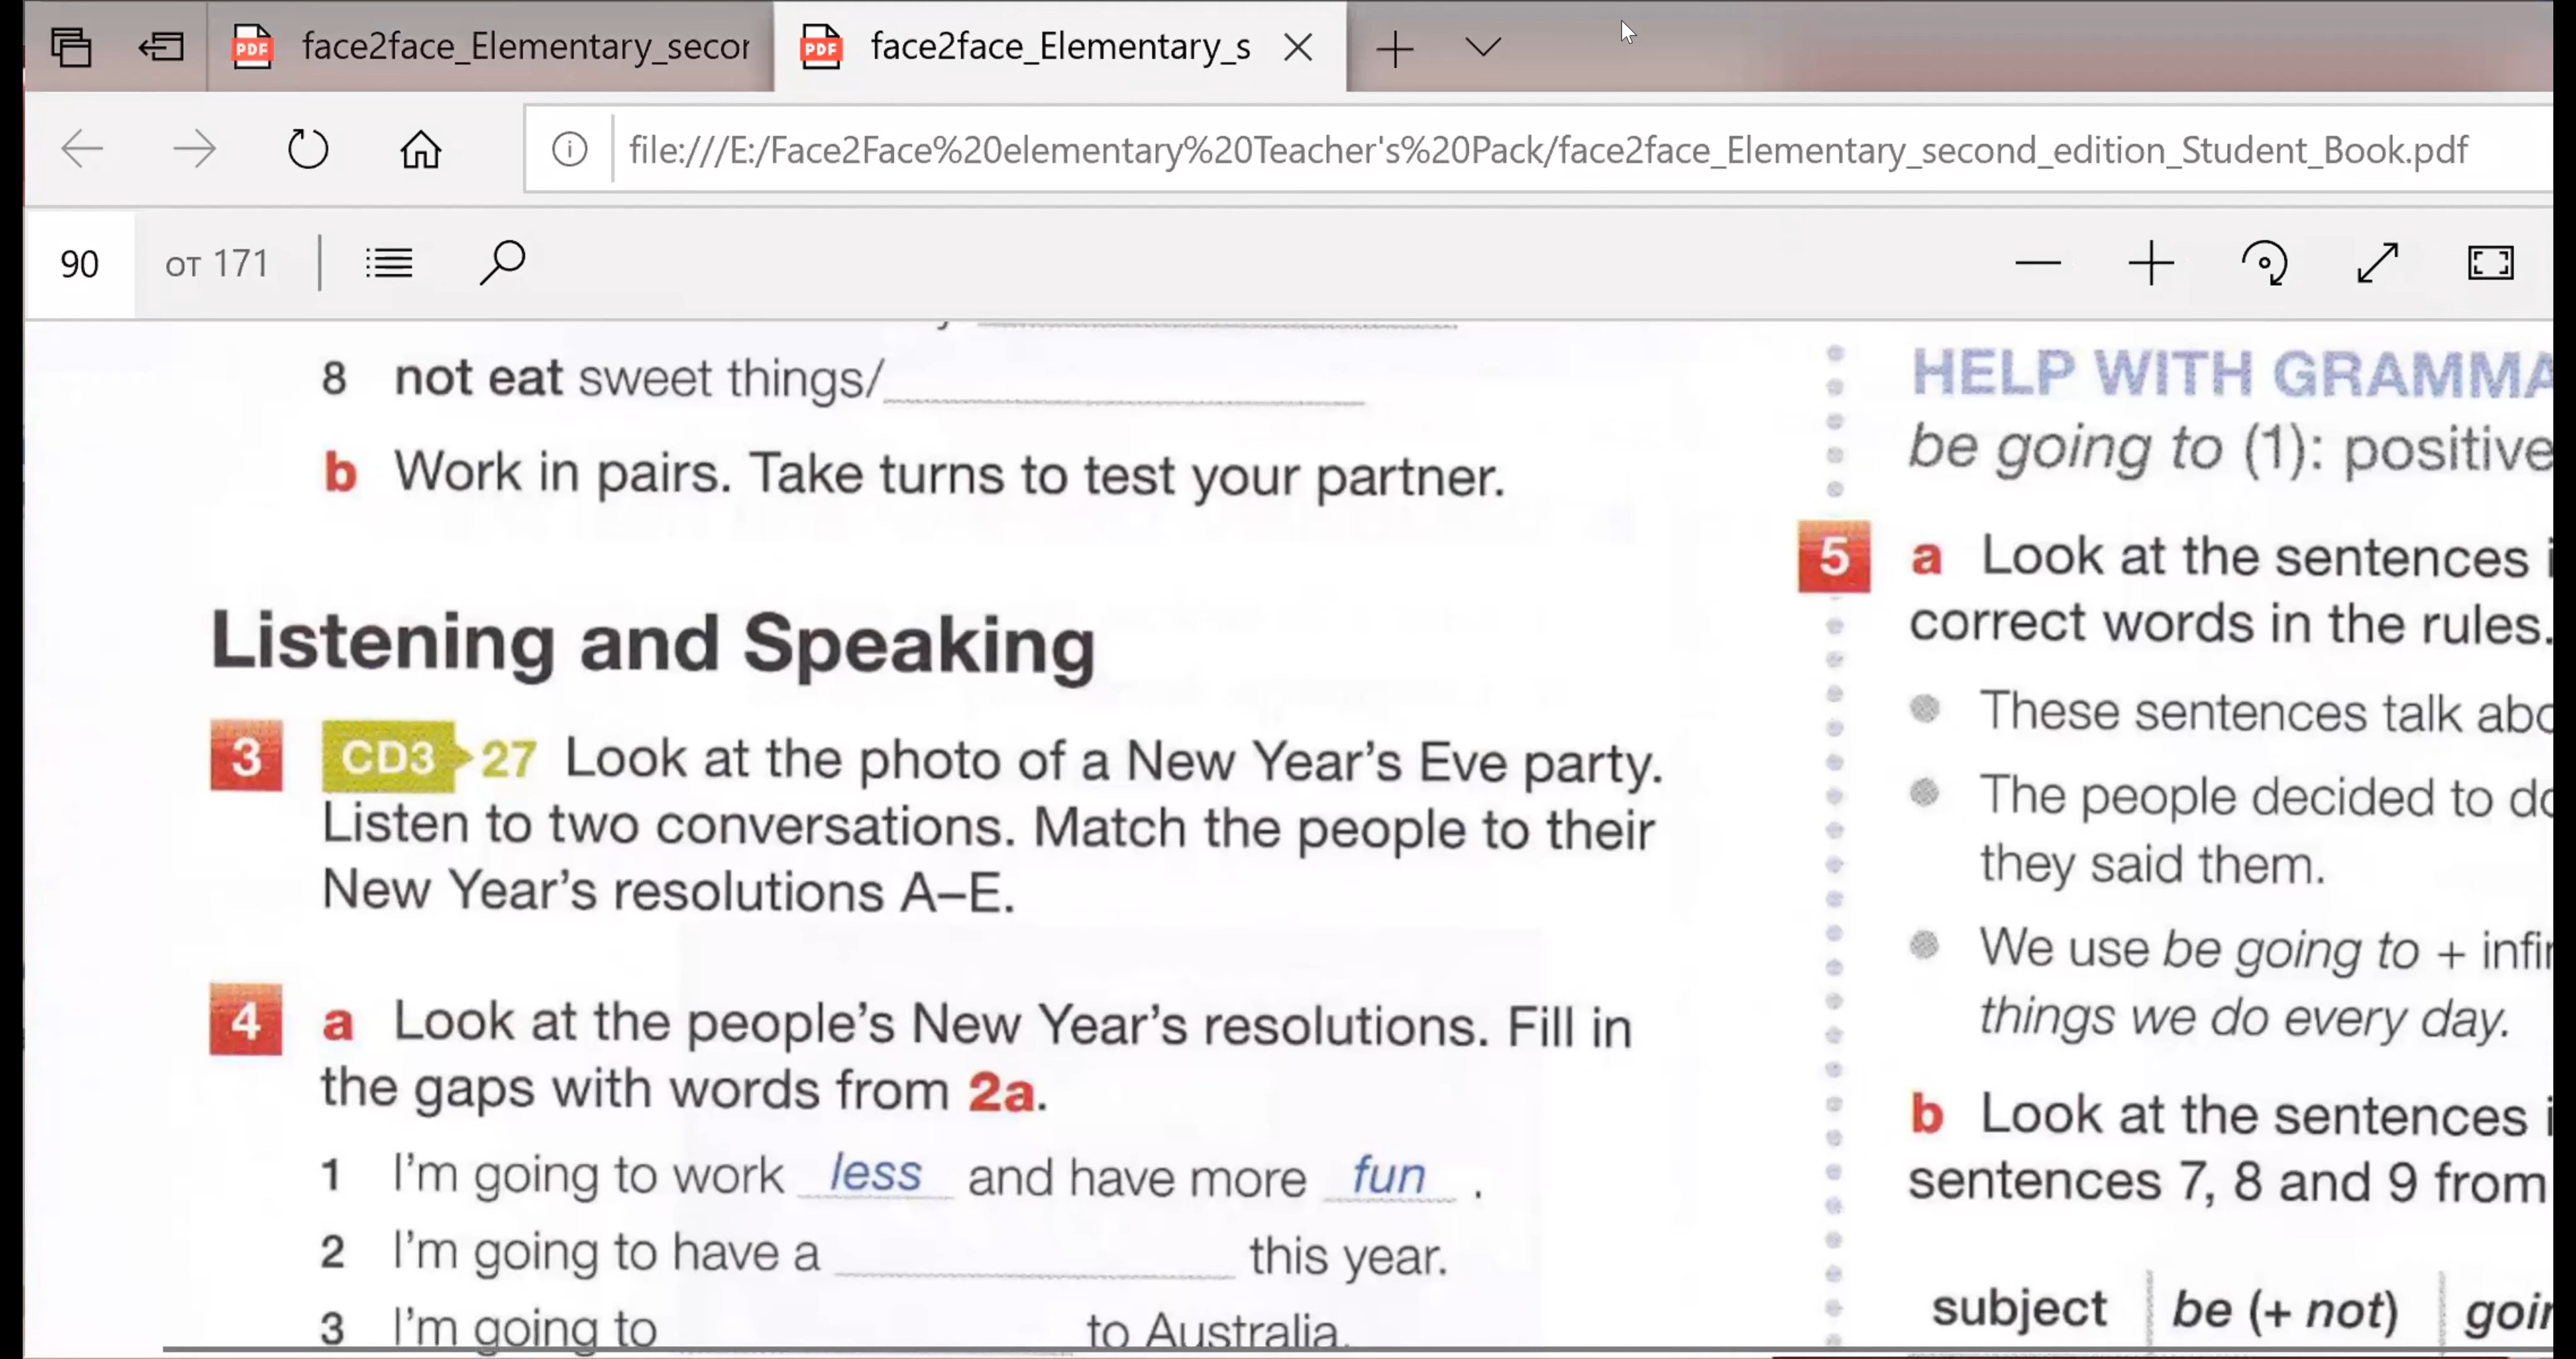 face2face_Elementary_secor
face2face_Elementary_s
file:///E:/Face2Face%20elementary%20Teacher's%20Pack/face2face_Elementary_second_edition_Student_Book.pdf
90 от 171
8 not eat sweet things/
b Work in pairs. Take turns to test your partner.
Listening and Speaking
3 CD3 27 Look at the photo of a New Year's Eve party.
Listen to two conversations. Match the people to their
New Year's resolutions A–E.
4 a Look at the people's New Year's resolutions. Fill in
the gaps with words from 2a.
1 I'm going to work less and have more fun .
2 I'm going to have a this year.
3 I'm going to to Australia.
HELP WITH GRAMMA
be going to (1): positive
5 a Look at the sentences i
correct words in the rules.
These sentences talk abo
The people decided to do
they said them.
We use be going to + infin
things we do every day.
b Look at the sentences i
sentences 7, 8 and 9 from
subject be (+ not) goin